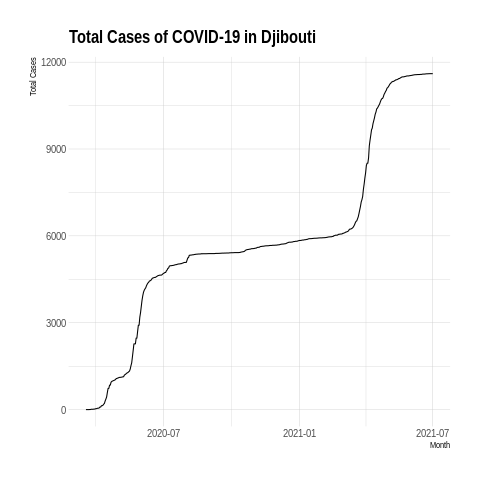 Total Cases of COVID-19 in Djibouti
Total Cases
12000
9000
6000
3000
0
2020-07
2021-01
2021-07
Month